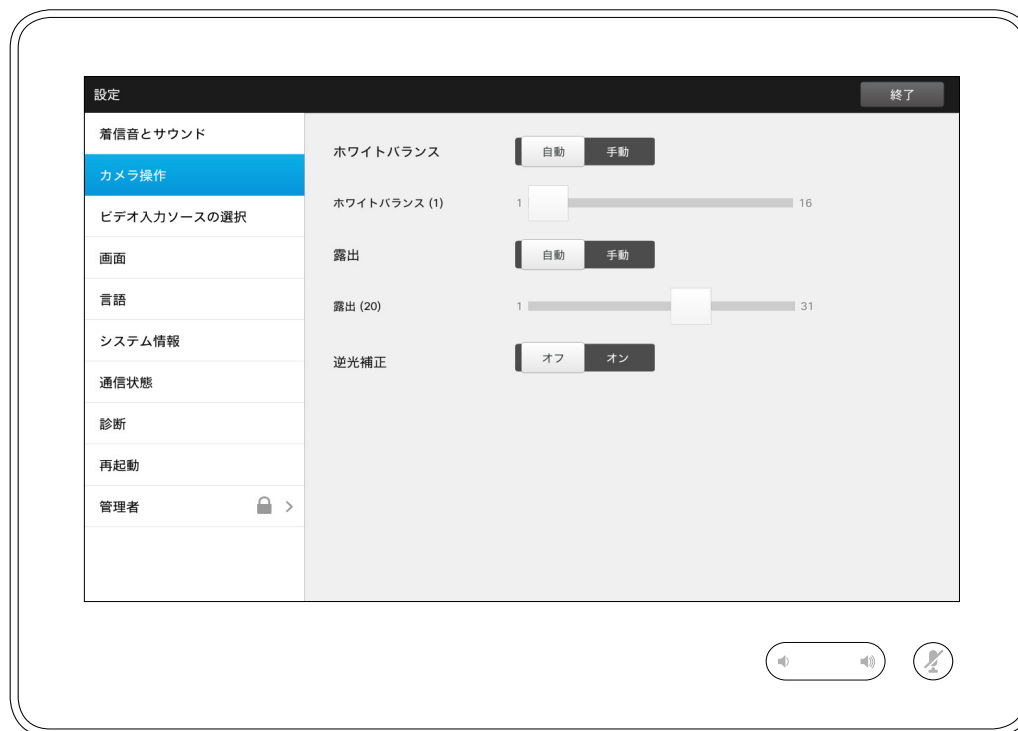 設定
終了
着信音とサウンド
カメラ操作
ビデオ入力ソースの選択
画面
言語
システム情報
通信状態
診断
再起動
管理者
ホワイトバランス 自動 手動
ホワイトバランス (1) 1 16
露出 自動 手動
露出 (20) 1 31
逆光補正 オフ オン